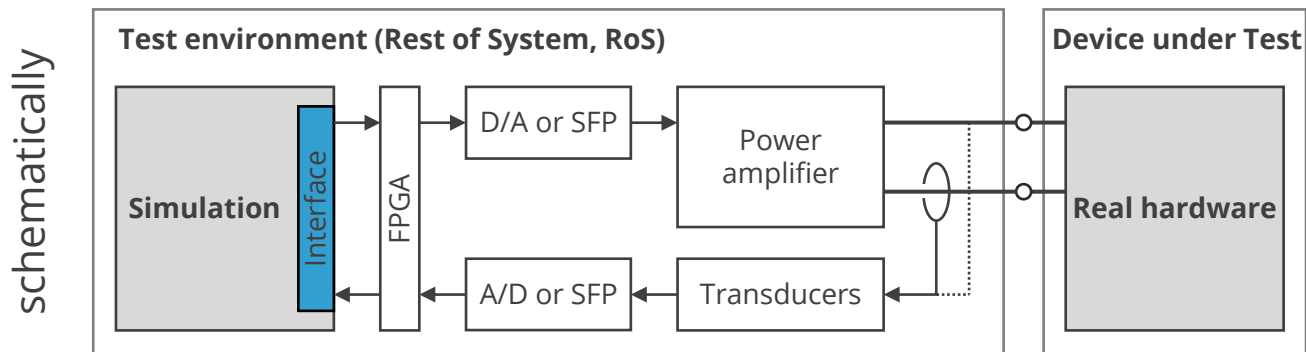 schematically
Test environment (Rest of System, RoS)
Device under Test
Simulation
Interface
FPGA
D/A or SFP
Power
amplifier
A/D or SFP
Transducers
Real hardware